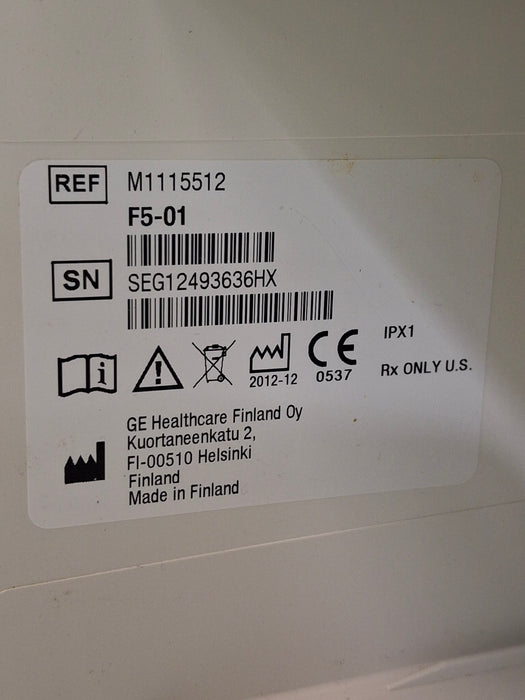 REF M1115512
F5-01
SN SEG12493636HX
IPX1
2012-12
CE 0537
Rx ONLY U.S.
GE Healthcare Finland Oy
Kuortaneenkatu 2,
FI-00510 Helsinki
Finland
Made in Finland